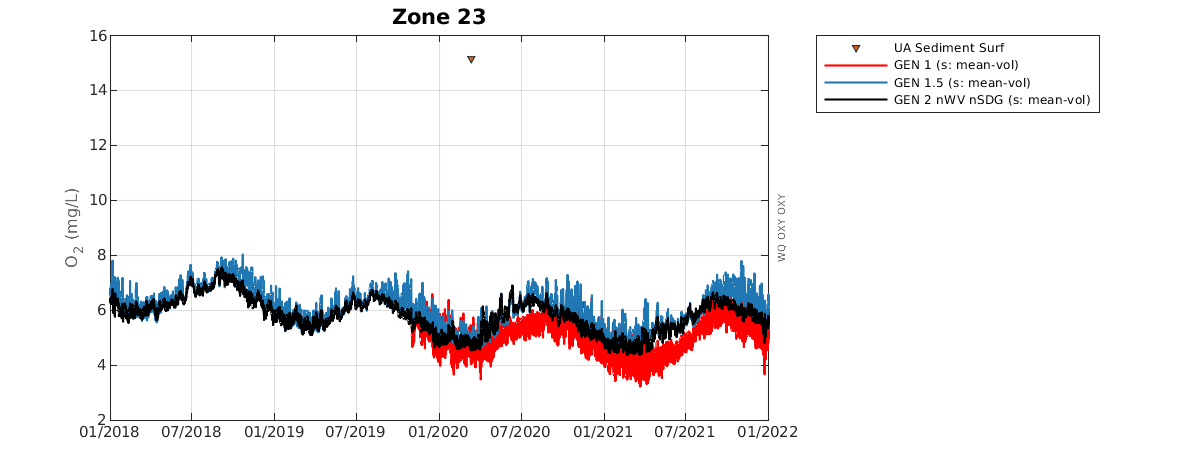 Zone 23
16
14
12
10
8
6
4
2
O2 (mg/L)
01/2018 07/2018 01/2019 07/2019 01/2020 07/2020 01/2021 07/2021 01/2022
WQ OXY OXY
UA Sediment Surf
GEN 1 (s: mean-vol)
GEN 1.5 (s: mean-vol)
GEN 2 nWV nSDG (s: mean-vol)